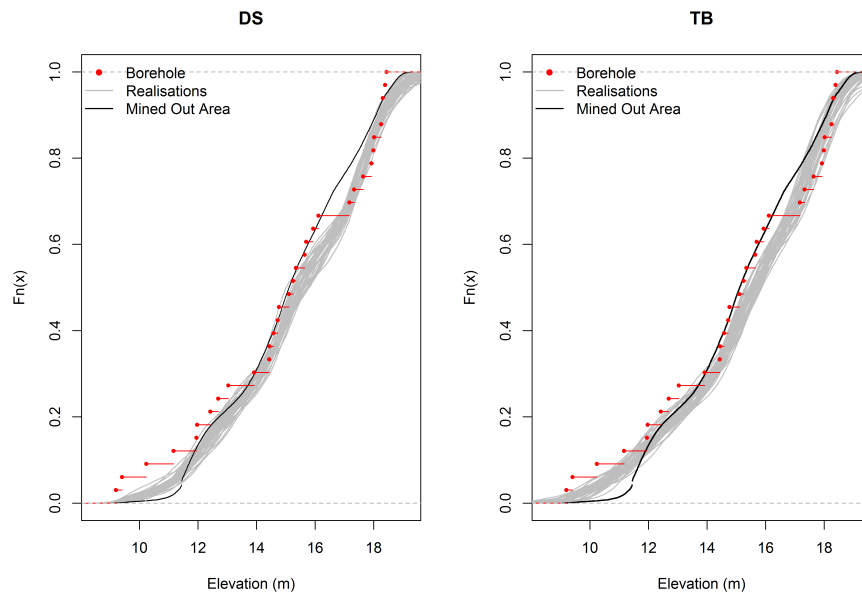 DS
Borehole
Realisations
Mined Out Area
Fn(x)
0.0
0.2
0.4
0.6
0.8
1.0
10 12 14 16 18
Elevation (m)
TB
Borehole
Realisations
Mined Out Area
Fn(x)
0.0
0.2
0.4
0.6
0.8
1.0
10 12 14 16 18
Elevation (m)